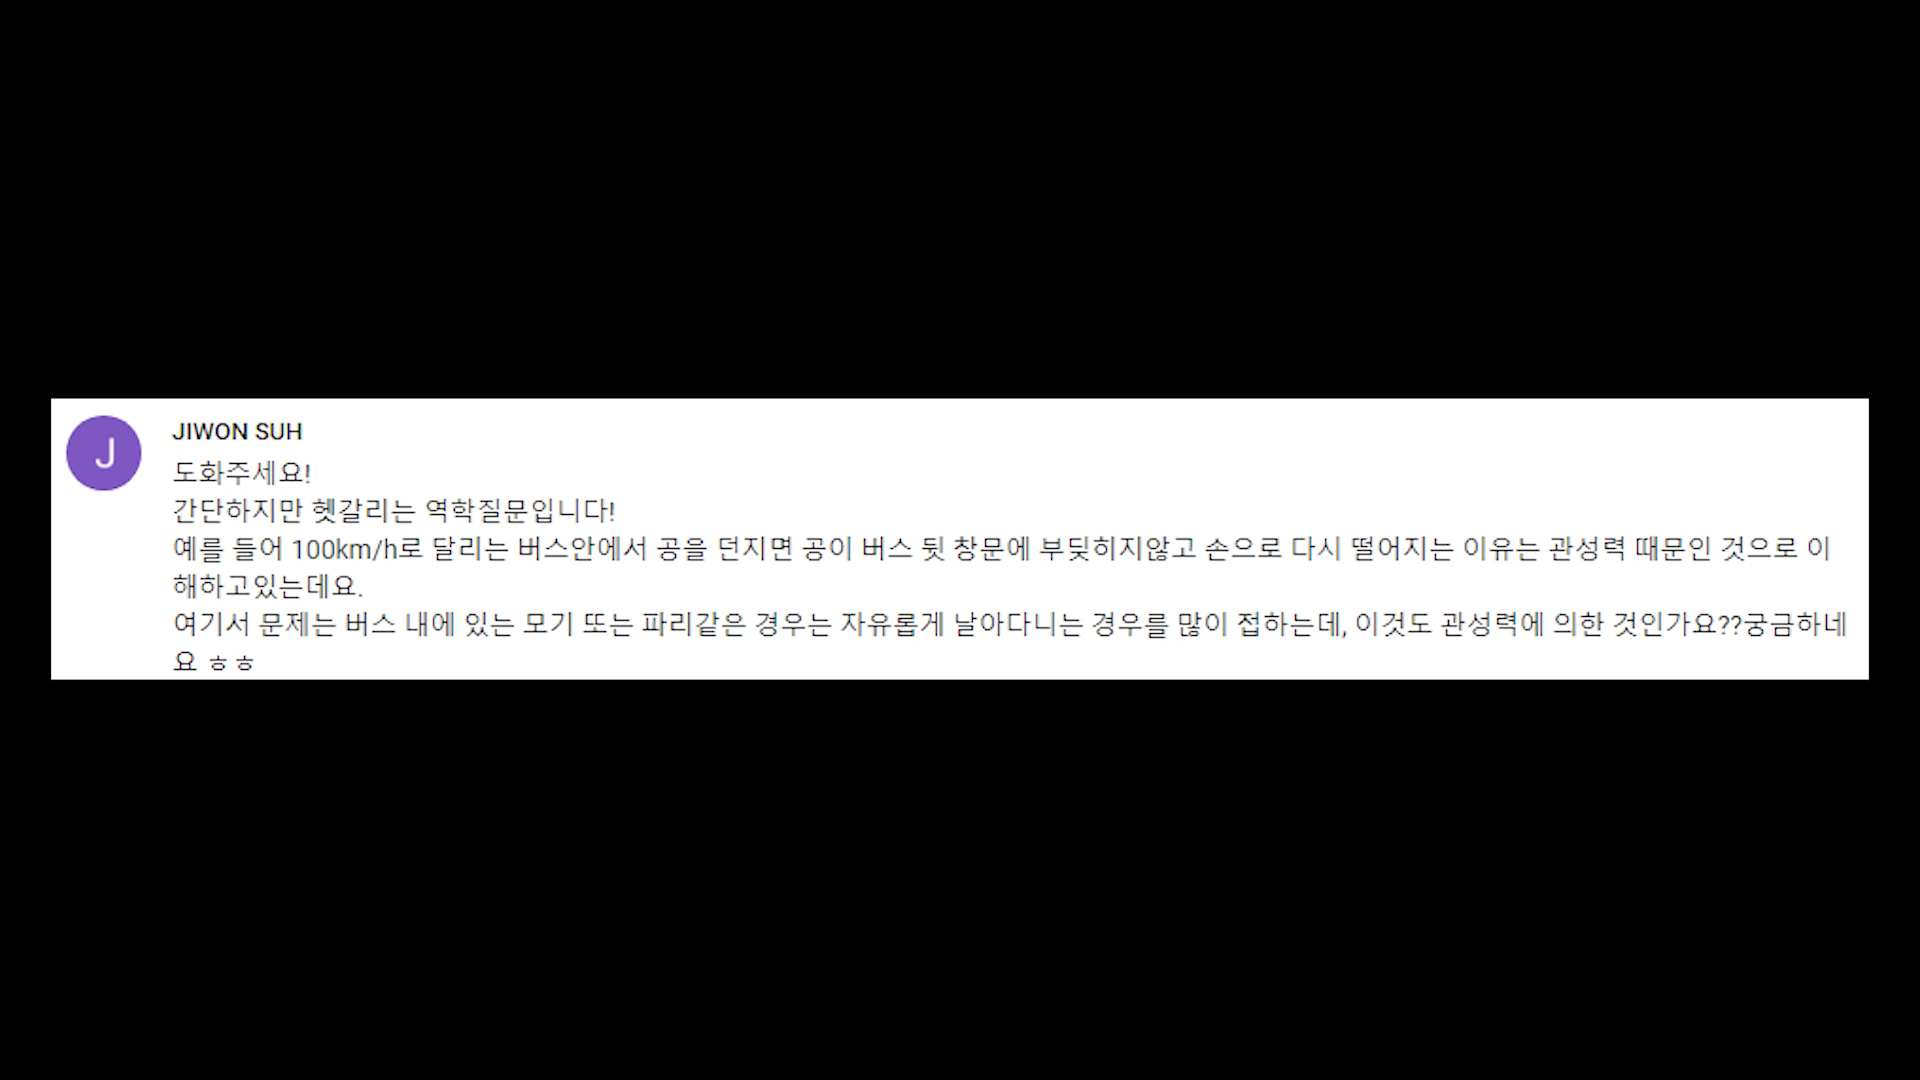 J
JIWON SUH
도화주세요!
간단하지만 헷갈리는 역학질문입니다!
예를 들어 100km/h로 달리는 버스안에서 공을 던지면 공이 버스 뒷 창문에 부딪히지않고 손으로 다시 떨어지는 이유는 관성력 때문인 것으로 이
해하고있는데요.
여기서 문제는 버스 내에 있는 모기 또는 파리같은 경우는 자유롭게 날아다니는 경우를 많이 접하는데, 이것도 관성력에 의한 것인가요??궁금하네
요 ㅎㅎ